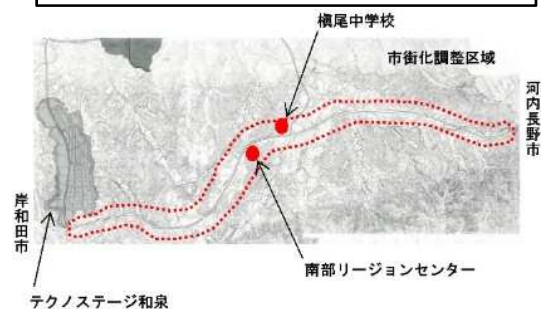 槇尾中学校
市街化調整区域
河内長野市
岸和田市
南部リージョンセンター
テクノステージ和泉